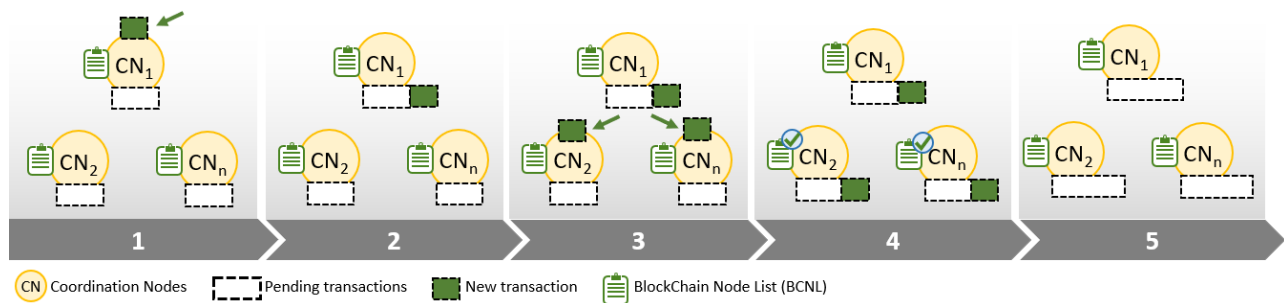 CN1
CN2 CNn
CN1
CN2 CNn
CN1
CN2 CNn
CN1
CN2 CNn
CN1
CN2 CNn
1 2 3 4 5
CN Coordination Nodes Pending transactions New transaction BlockChain Node List (BCNL)